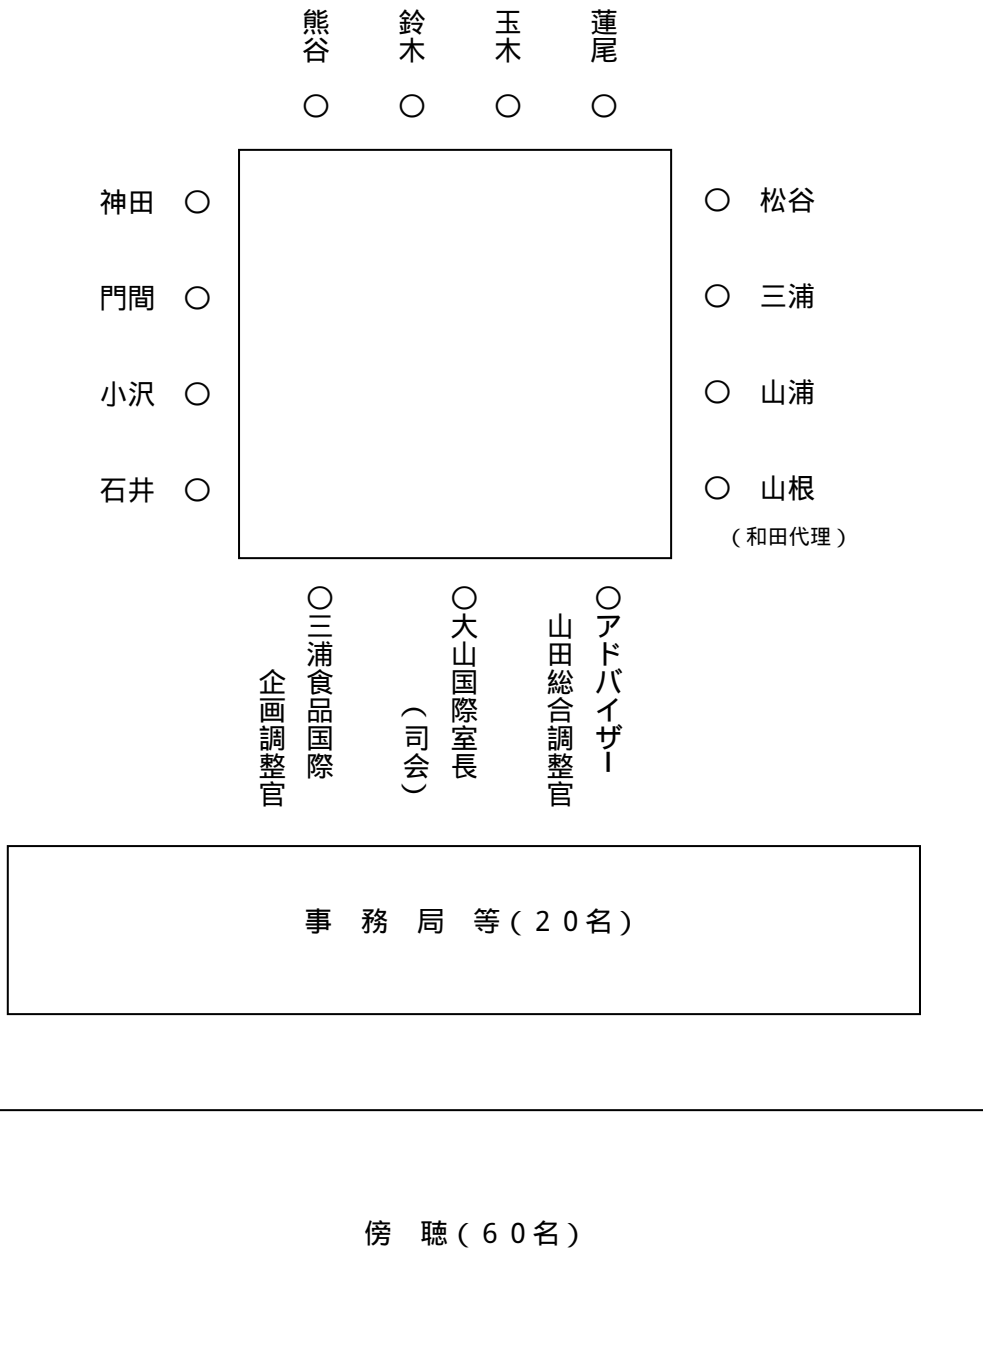 熊谷
鈴木
玉木
蓮尾
○ ○ ○ ○
神田 ○
○ 松谷
門間 ○
○ 三浦
小沢 ○
○ 山浦
石井 ○
○ 山根
（和田代理）
○アドバイザー
山田総合調整官
○大山国際室長
（司会）
○三浦食品国際
企画調整官
事 務 局 等（２０名）
傍 聴（６０名）